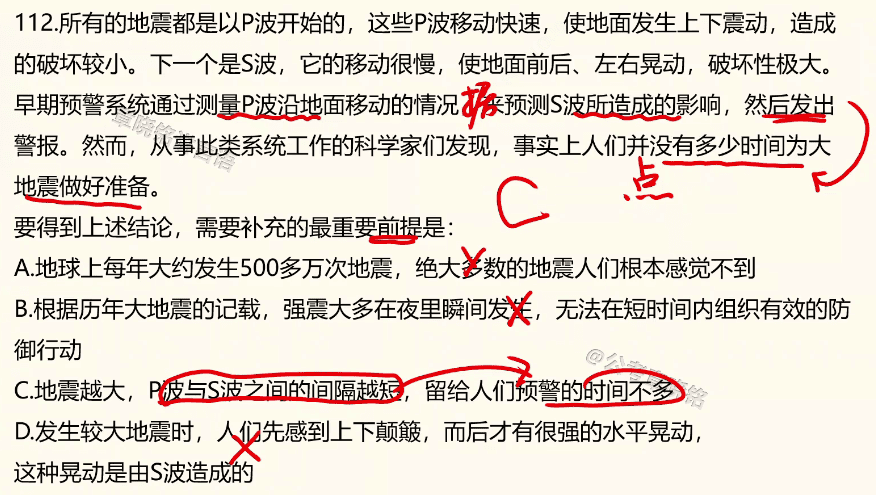 112.所有的地震都是以P波开始的，这些P波移动快速，使地面发生上下震动，造成
的破坏较小。下一个是S波，它的移动很慢，使地面前后、左右晃动，破坏性极大。
早期预警系统通过测量P波沿地面移动的情况 据 来预测S波所造成的影响，然后发出
警报。然而，从事此类系统工作的科学家们发现，事实上人们并没有多少时间为大
地震做好准备。
点
C
要得到上述结论，需要补充的最重要前提是：
A.地球上每年大约发生500多万次地震，绝大多数的地震人们根本感觉不到
B.根据历年大地震的记载，强震大多在夜里瞬间发生，无法在短时间内组织有效的防
御行动
C.地震越大，P波与S波之间的间隔越短，留给人们预警的时间不多
D.发生较大地震时，人们先感到上下颠簸，而后才有很强的水平晃动，
这种晃动是由S波造成的